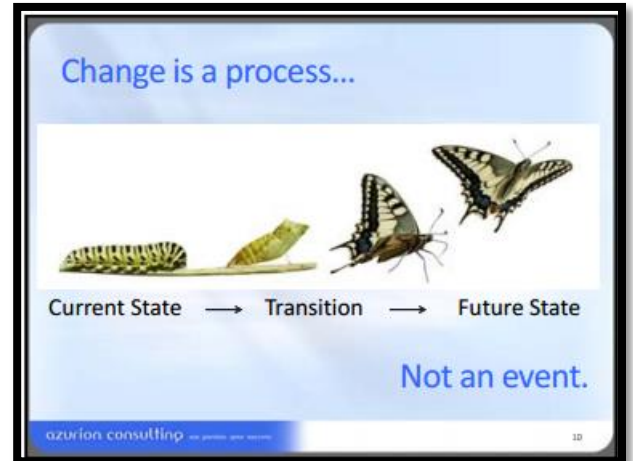 Change is a process...
Current State → Transition → Future State
Not an event.
azurion consulting
10